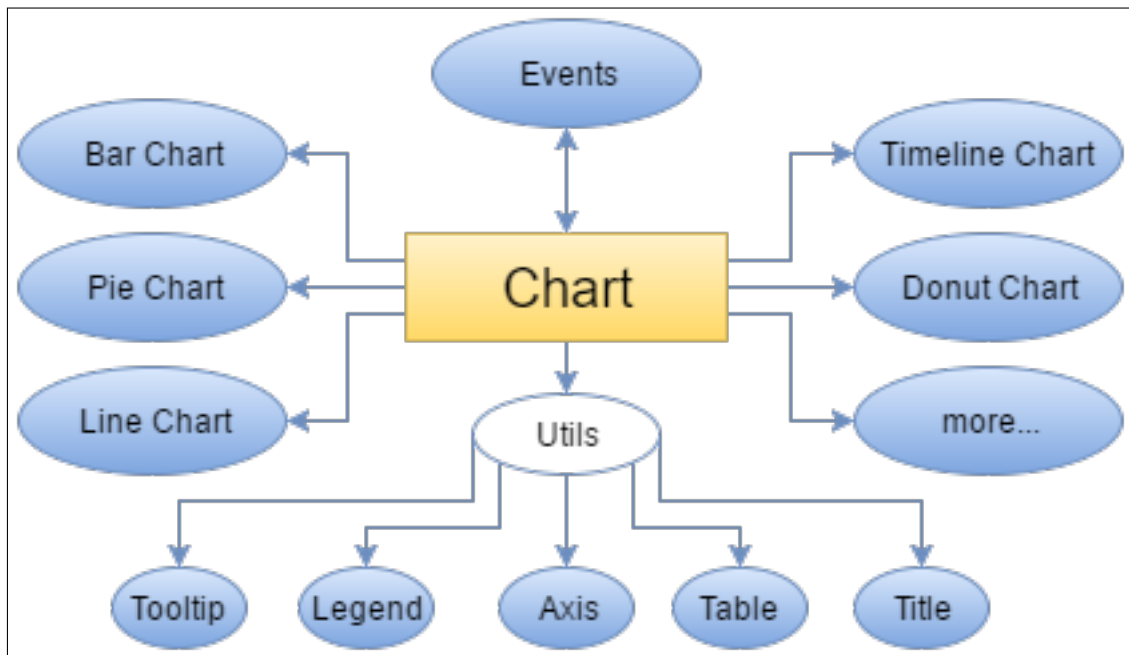 Events
Bar Chart
Timeline Chart
Chart
Pie Chart
Donut Chart
Line Chart
more...
Utils
Tooltip
Legend
Axis
Table
Title